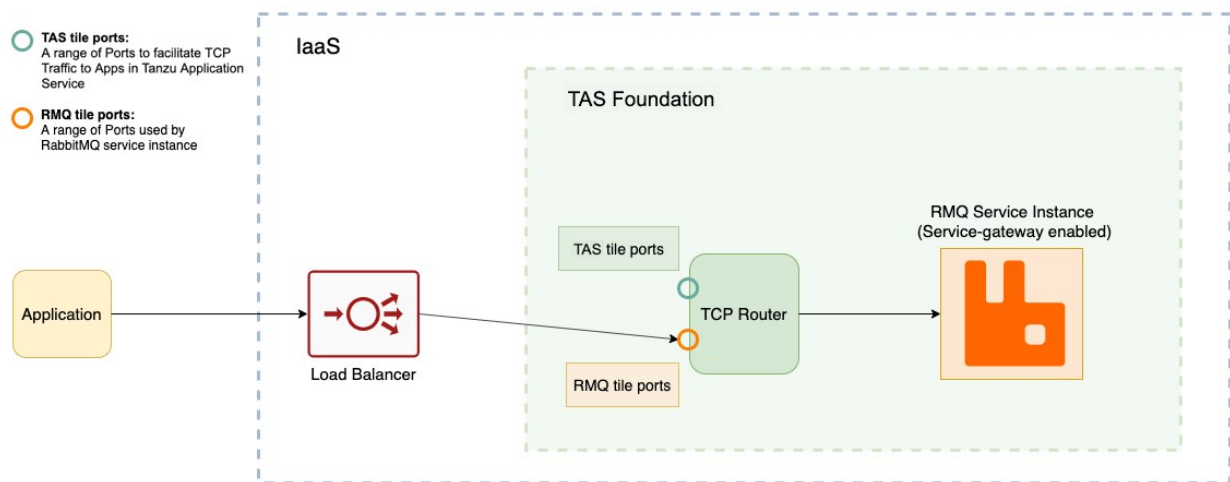 TAS tile ports:
A range of Ports to facilitate TCP
Traffic to Apps in Tanzu Application
Service
RMQ tile ports:
A range of Ports used by
RabbitMQ service instance
IaaS
TAS Foundation
RMQ Service Instance
(Service-gateway enabled)
TAS tile ports
Application
TCP Router
Load Balancer
RMQ tile ports